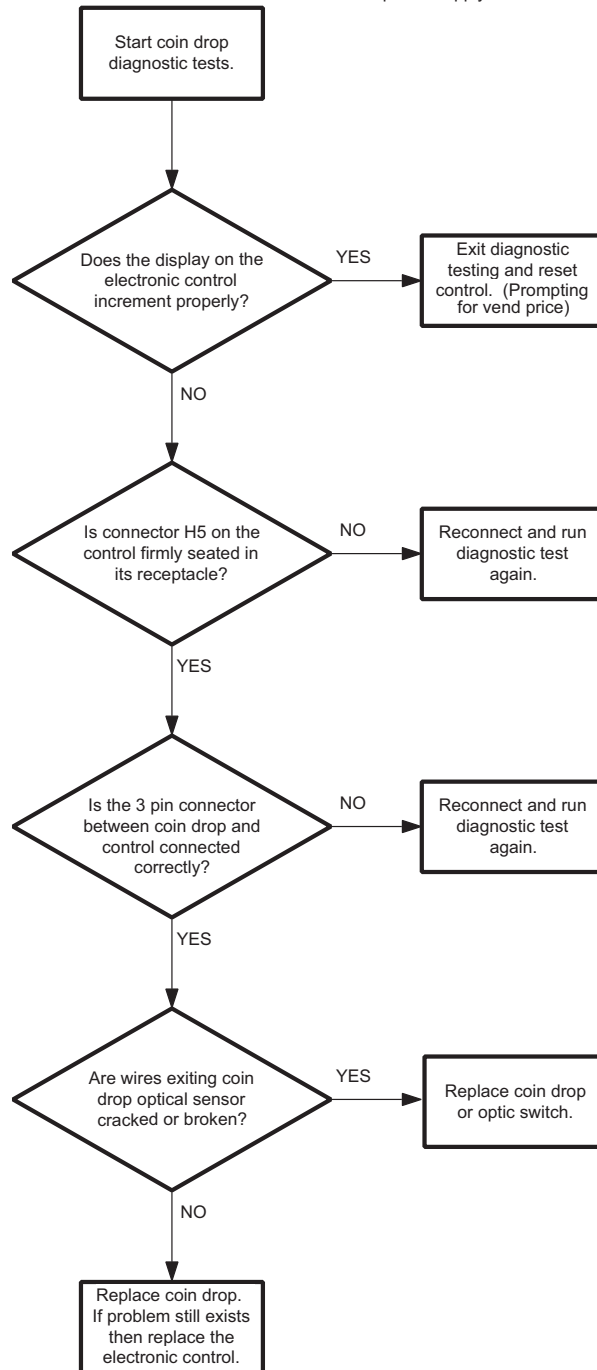 Start coin drop
diagnostic tests.
Does the display on the
electronic control
increment properly?
YES
Exit diagnostic
testing and reset
control. (Prompting
for vend price)
NO
Is connector H5 on the
control firmly seated in
its receptacle?
NO
Reconnect and run
diagnostic test
again.
YES
Is the 3 pin connector
between coin drop and
control connected
correctly?
NO
Reconnect and run
diagnostic test
again.
YES
Are wires exiting coin
drop optical sensor
cracked or broken?
YES
Replace coin drop
or optic switch.
NO
Replace coin drop.
If problem still exists
then replace the
electronic control.